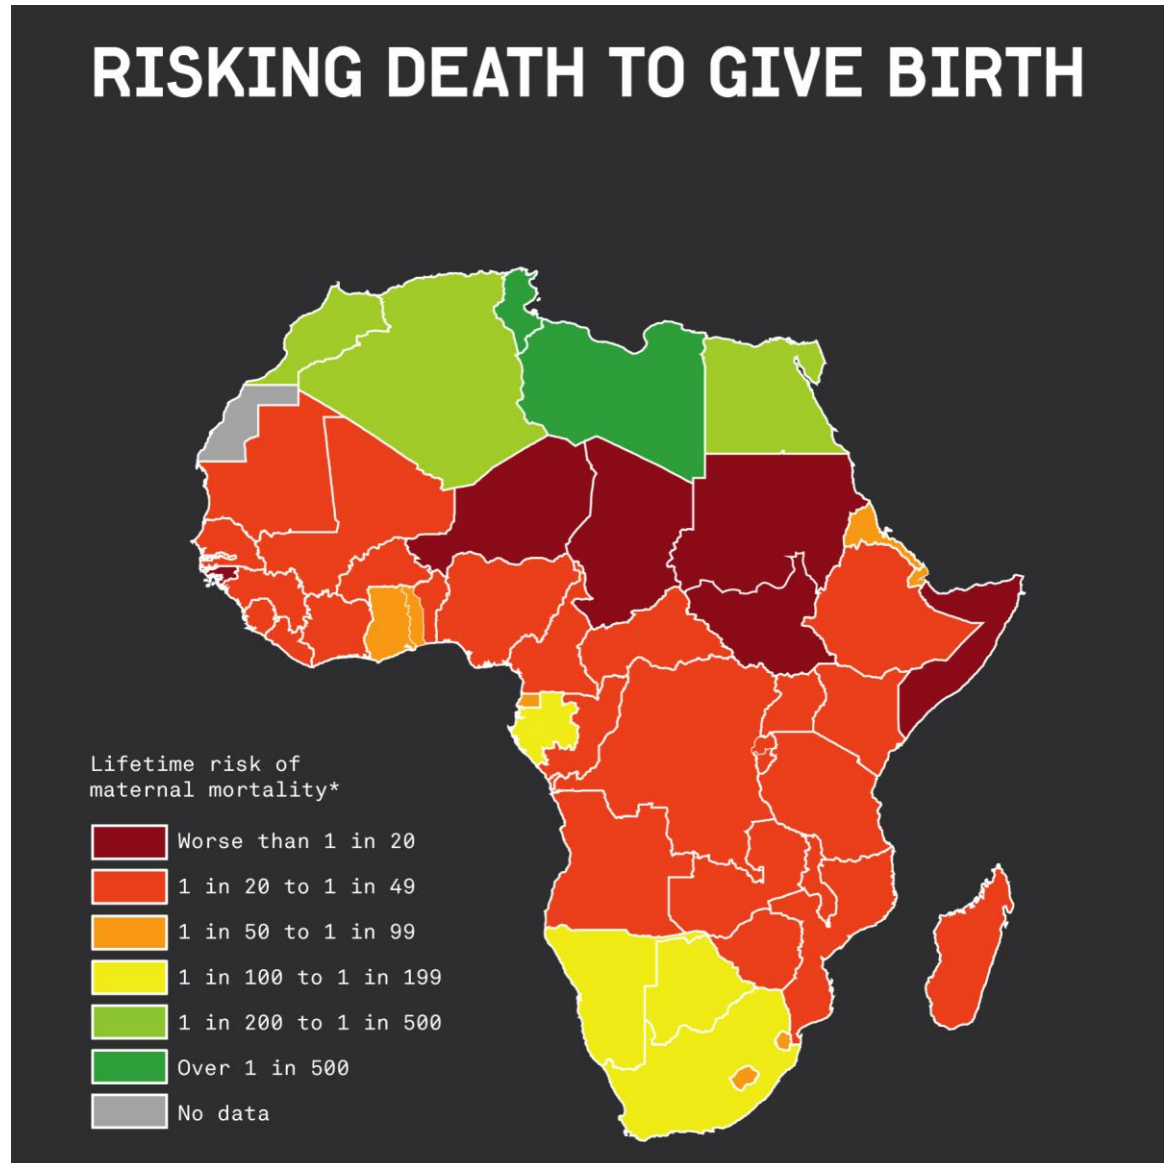 RISKING DEATH TO GIVE BIRTH
Lifetime risk of
maternal mortality*
Worse than 1 in 20
1 in 20 to 1 in 49
1 in 50 to 1 in 99
1 in 100 to 1 in 199
1 in 200 to 1 in 500
Over 1 in 500
No data